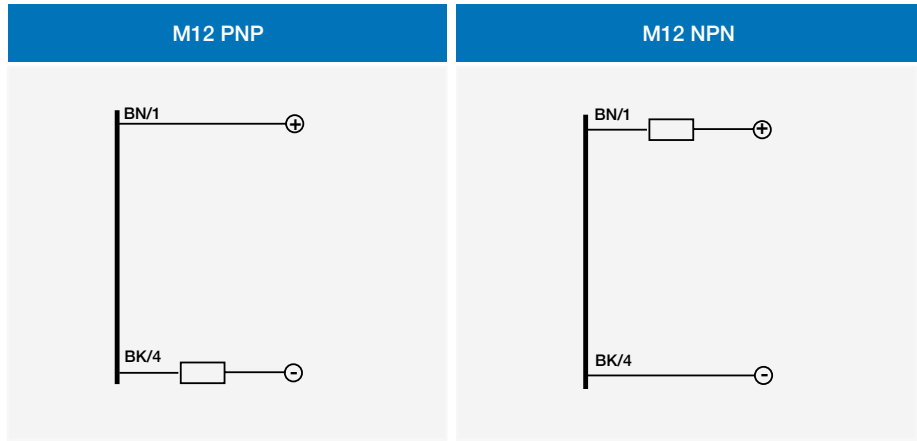 M12 PNP
M12 NPN
BN/1
+
BN/1
+
BK/4
-
BK/4
-